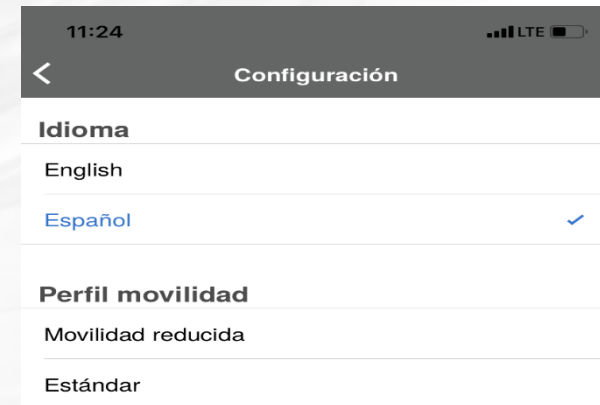 11:24
LTE
Configuración
Idioma
English
Español
Perfil movilidad
Movilidad reducida
Estándar